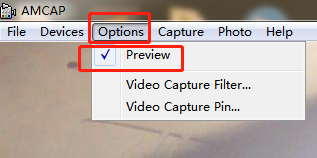 AMCAP
File Devices Options Capture Photo Help
✓ Preview
Video Capture Filter...
Video Capture Pin...